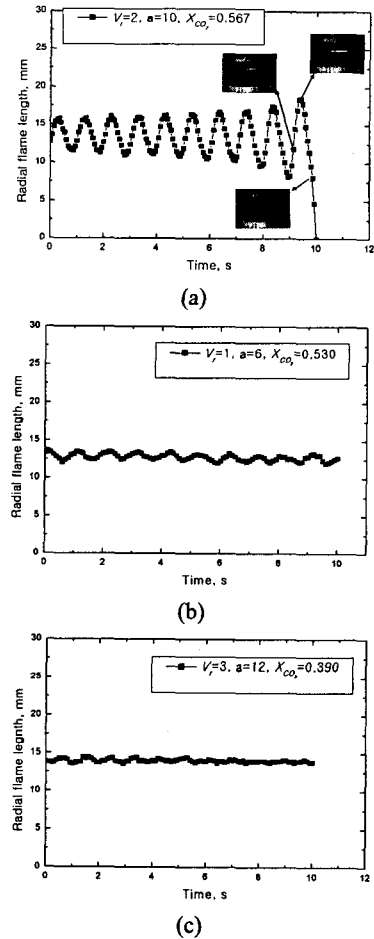 30
V_r=2, a=10, X_CO₂=0.567
25
20
15
10
5
0
Radial flame length, mm
0 2 4 6 8 10 12
Time, s
(a)
30
V_r=1, a=6, X_CO₂=0.530
25
20
15
10
5
0
Radial flame length, mm
0 2 4 6 8 10
Time, s
(b)
30
V_r=3, a=12, X_CO₂=0.390
25
20
15
10
5
0
Radial flame legnth, mm
0 2 4 6 8 10
Time, s
(c)